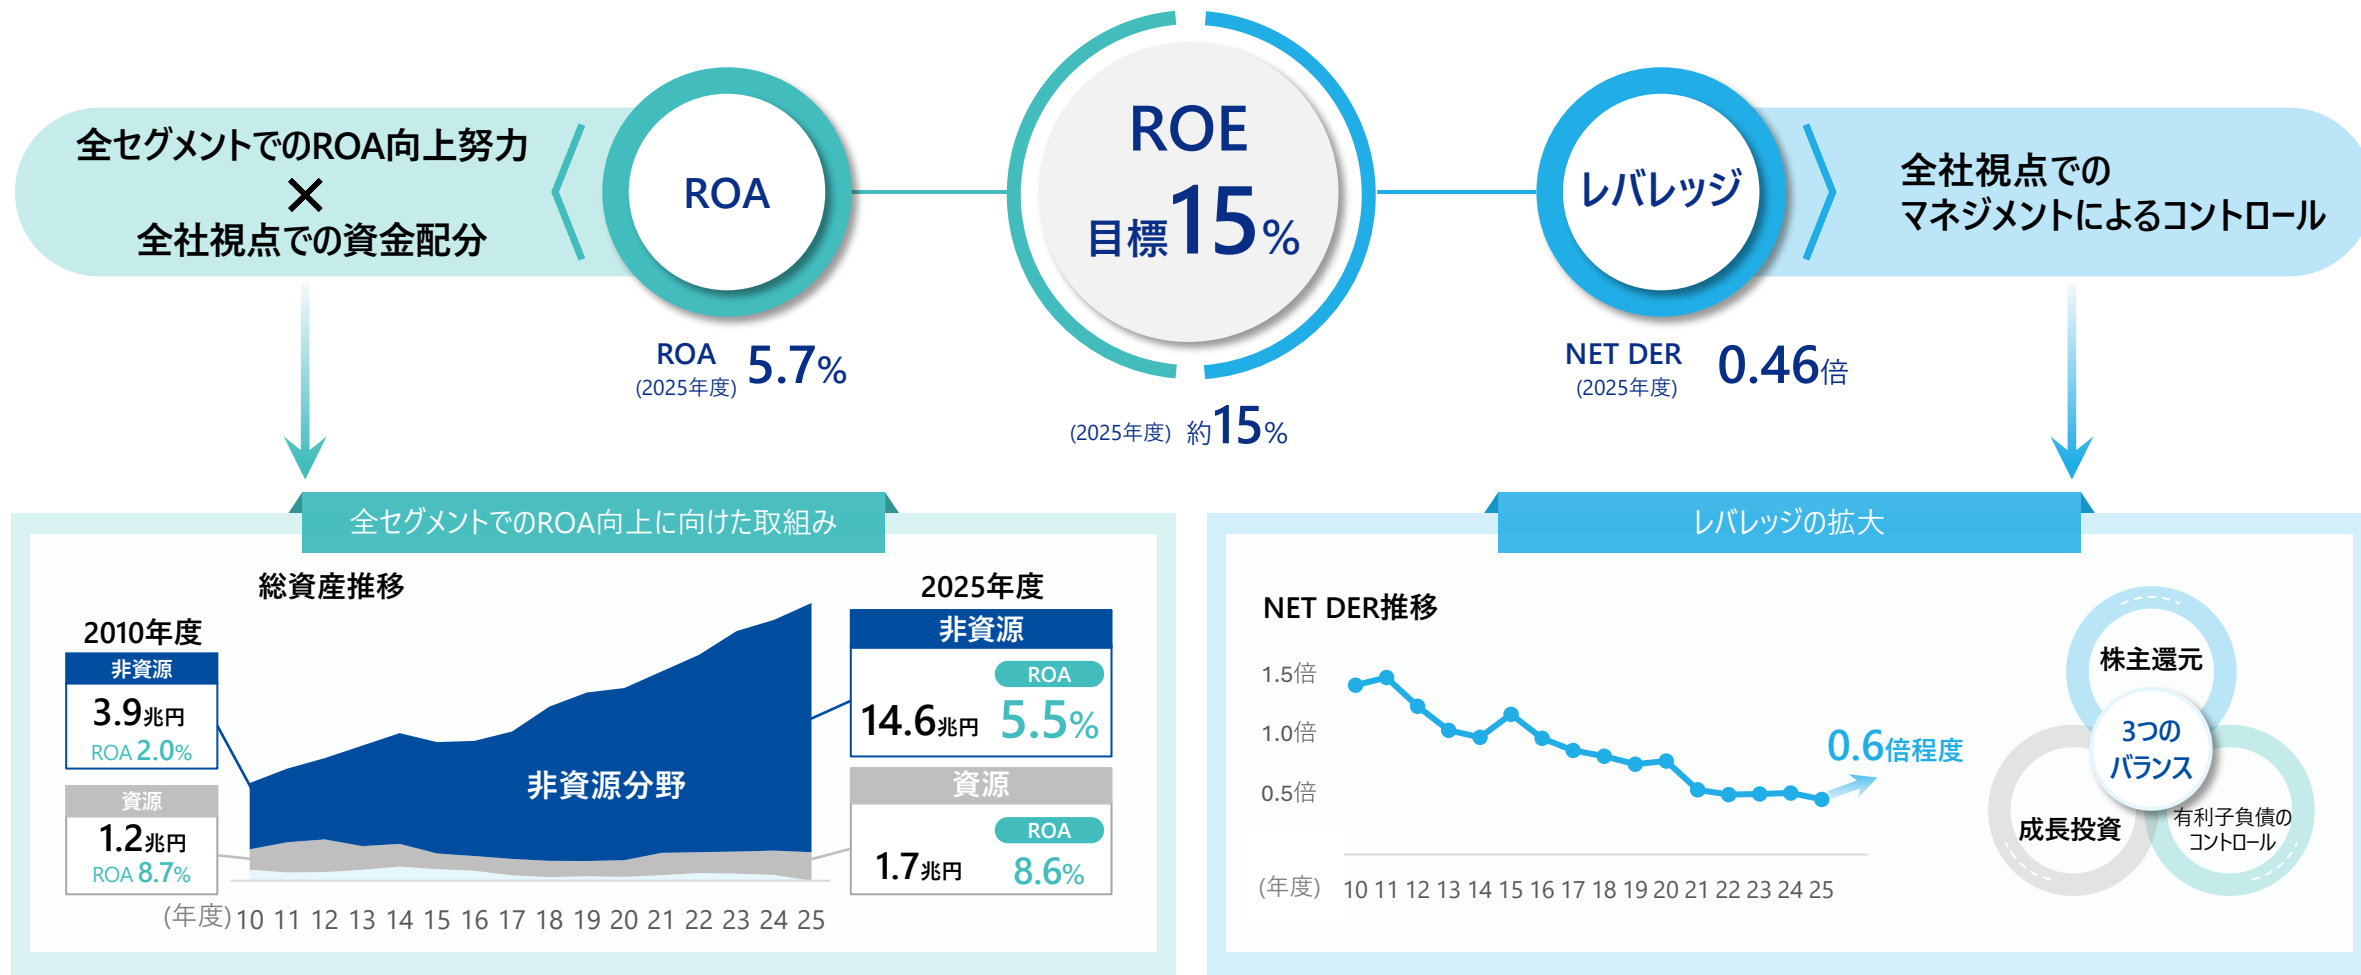 全セグメントでのROA向上努力
×
全社視点での資金配分
ROA
ROE
目標15%
レバレッジ
全社視点での
マネジメントによるコントロール
ROA
(2025年度)
5.7%
(2025年度) 約15%
NET DER
(2025年度)
0.46倍
全セグメントでのROA向上に向けた取組み
総資産推移
2010年度
非資源
3.9兆円
ROA 2.0%
資源
1.2兆円
ROA 8.7%
非資源分野
2025年度
非資源
ROA
14.6兆円 5.5%
資源
ROA
1.7兆円 8.6%
(年度) 10 11 12 13 14 15 16 17 18 19 20 21 22 23 24 25
レバレッジの拡大
NET DER推移
1.5倍
1.0倍
0.5倍
0.6倍程度
(年度) 10 11 12 13 14 15 16 17 18 19 20 21 22 23 24 25
株主還元
3つの
バランス
成長投資
有利子負債の
コントロール